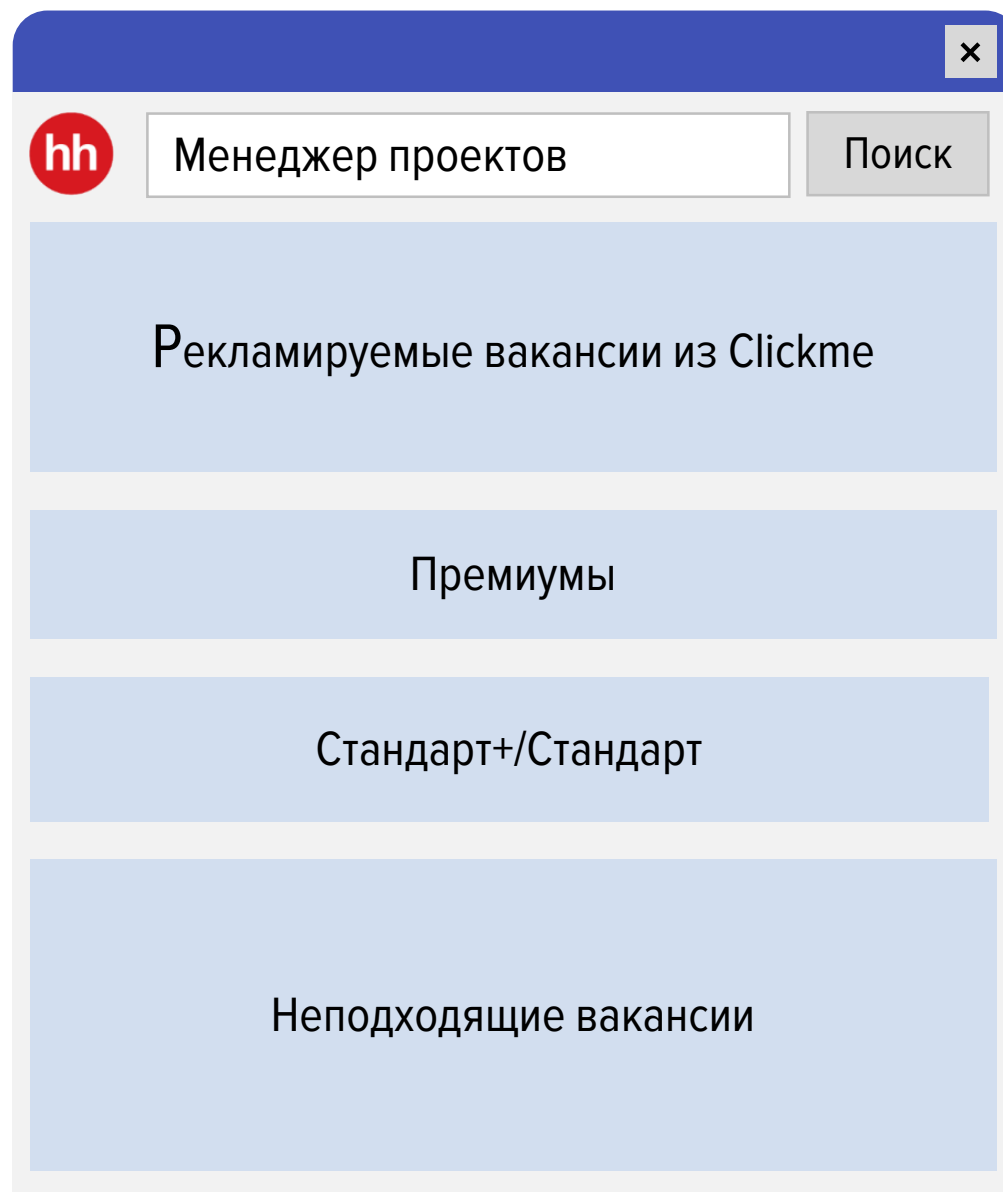 ×
hh
Менеджер проектов
Поиск
Рекламируемые вакансии из Clickme
Премиумы
Стандарт+/Стандарт
Неподходящие вакансии